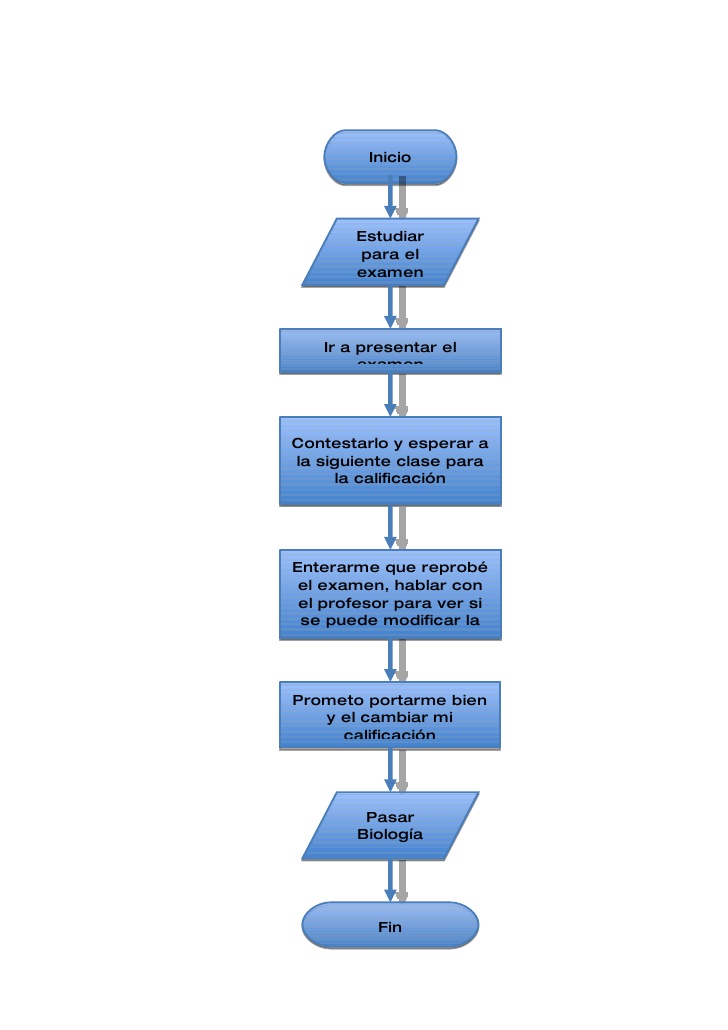 Inicio
Estudiar
para el
examen
Ir a presentar el
examen
Contestarlo y esperar a
la siguiente clase para
la calificación
Enterarme que reprobé
el examen, hablar con
el profesor para ver si
se puede modificar la
Prometo portarme bien
y el cambiar mi
calificación
Pasar
Biología
Fin